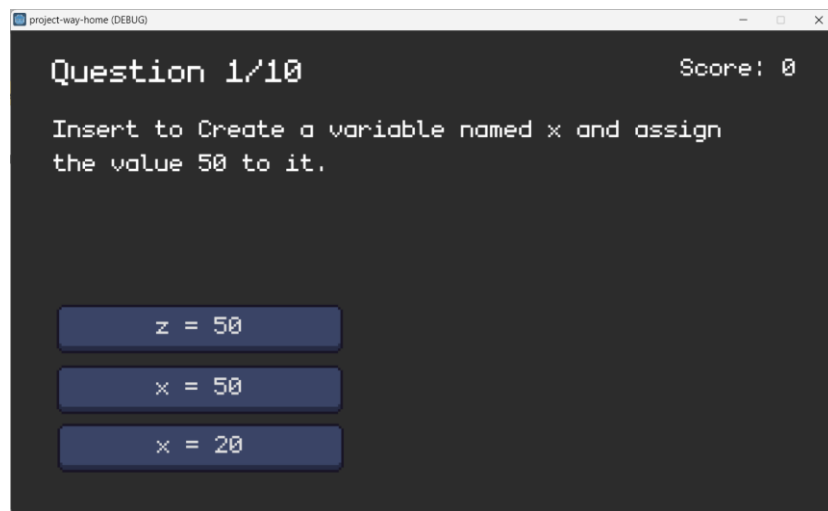 project-way-home (DEBUG)
Question 1/10
Score: 0
Insert to Create a variable named x and assign
the value 50 to it.
z = 50
x = 50
x = 20